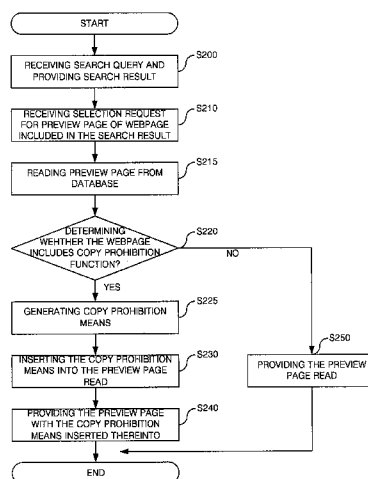 START
S200
RECEIVING SEARCH QUERY AND
PROVIDING SEARCH RESULT
S210
RECEIVING SELECTION REQUEST
FOR PREVIEW PAGE OF WEBPAGE
INCLUDED IN THE SEARCH RESULT
S215
READING PREVIEW PAGE FROM
DATABASE
S220
DETERMINING
WEHTHER THE WEBPAGE
INCLUDES COPY PROHIBITION
FUNCTION?
NO
YES
S225
GENERATING COPY PROHIBITION
MEANS
S230
INSERTING THE COPY PROHIBITION
MEANS INTO THE PREVIEW PAGE
READ
S250
PROVIDING THE PREVIEW
PAGE READ
S240
PROVIDING THE PREVIEW PAGE
WITH THE COPY PROHIBITION
MEANS INSERTED THEREINTO
END